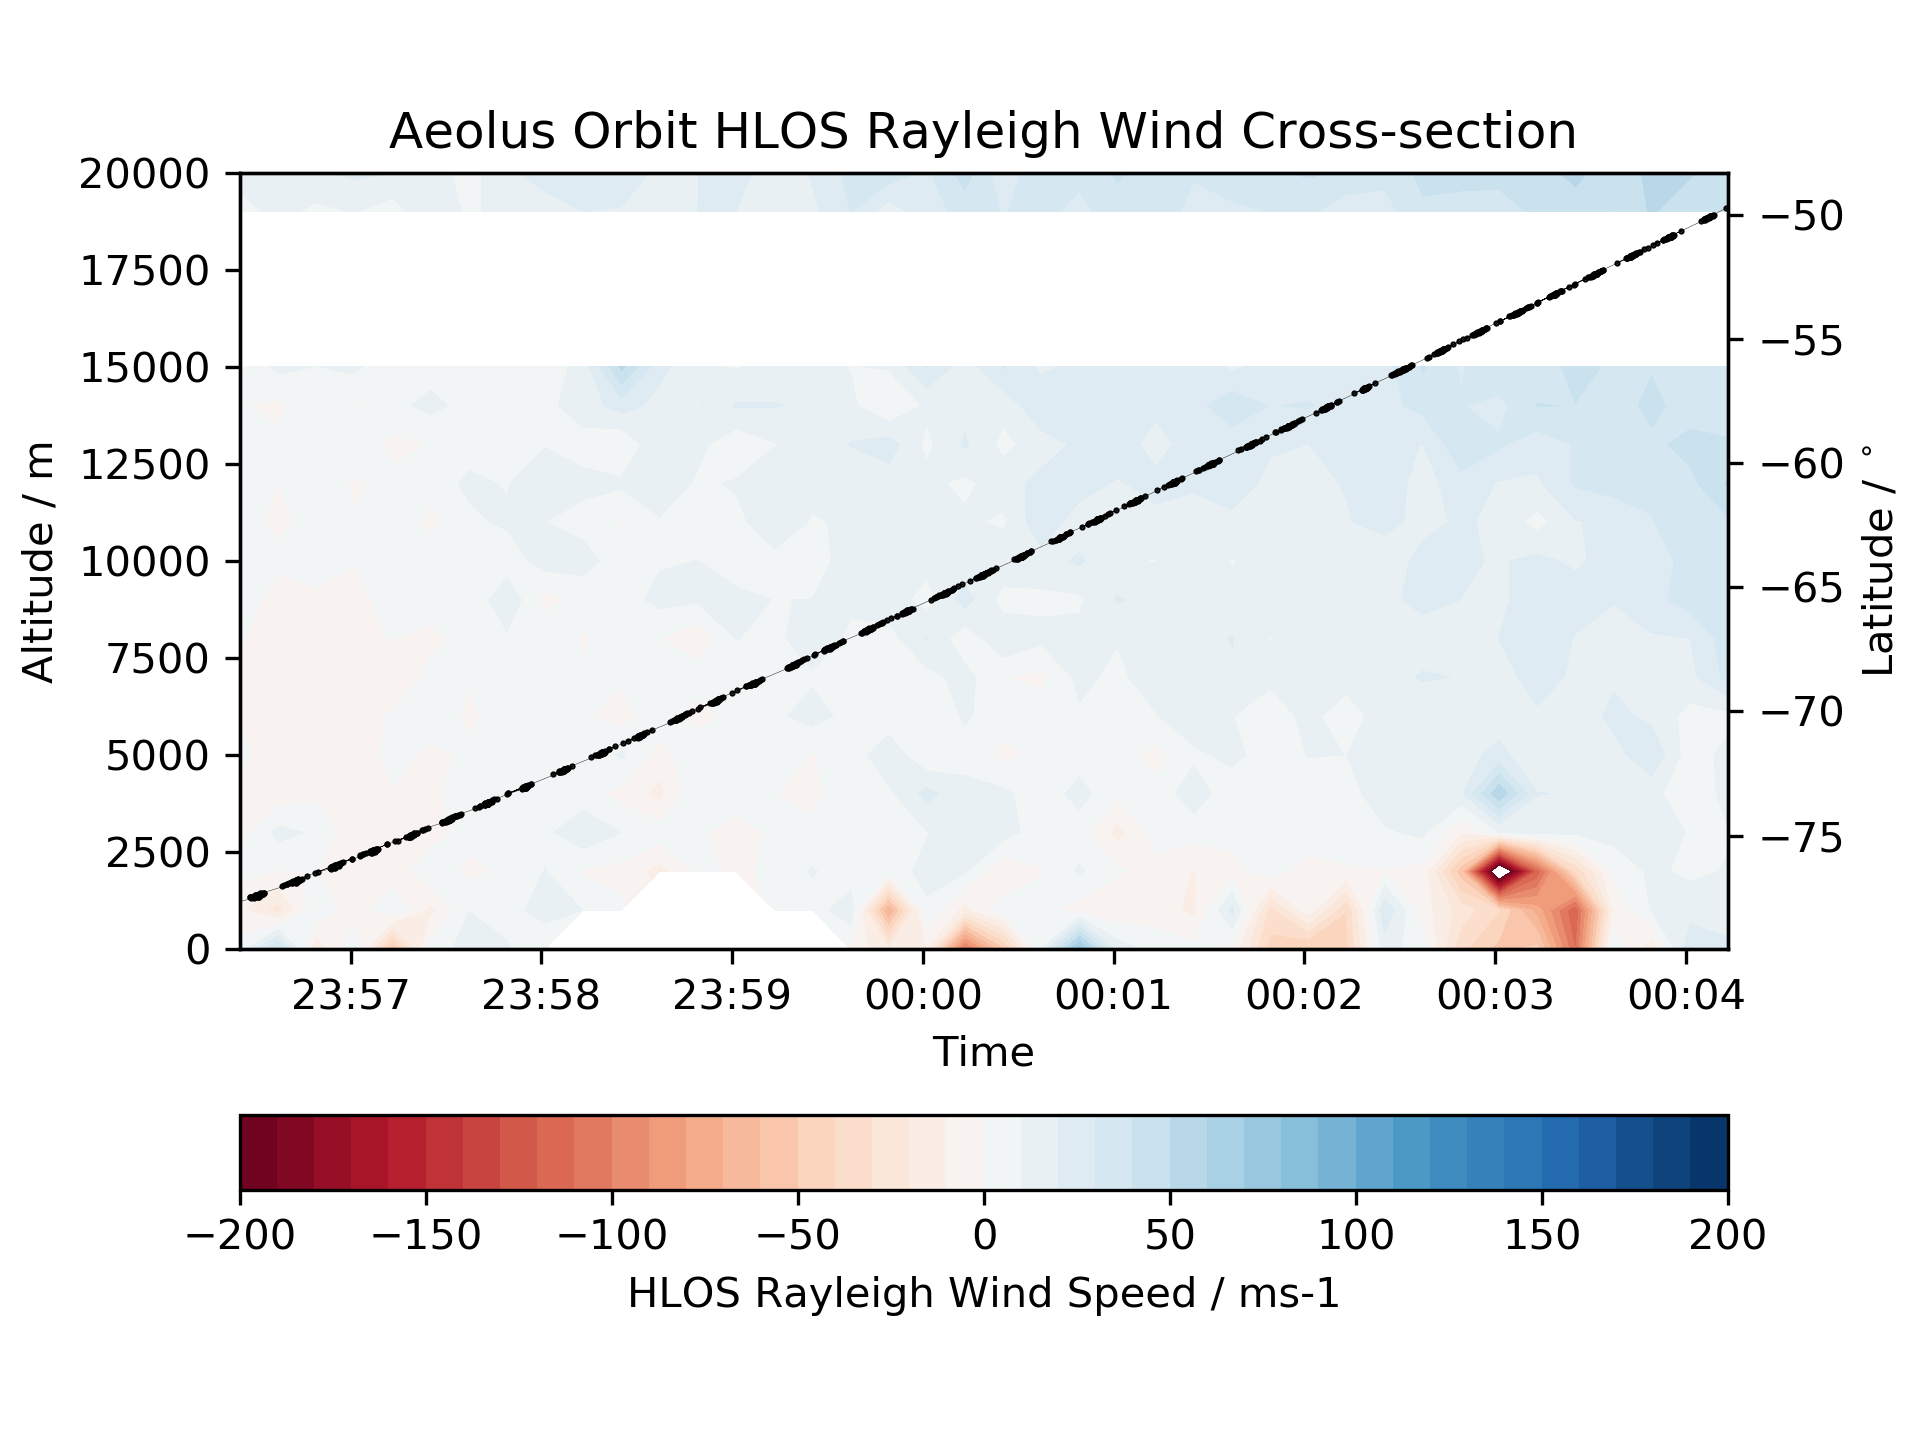 Aeolus Orbit HLOS Rayleigh Wind Cross-section
20000
17500
15000
12500
10000
7500
5000
2500
0
Altitude / m
−50
−55
−60
−65
−70
−75
Latitude / °
23:57 23:58 23:59 00:00 00:01 00:02 00:03 00:04
Time
−200 −150 −100 −50 0 50 100 150 200
HLOS Rayleigh Wind Speed / ms-1